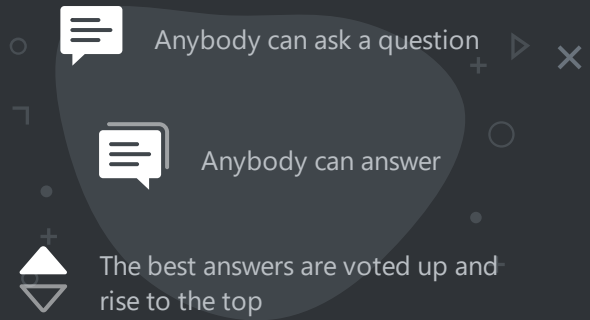 Anybody can ask a question
Anybody can answer
The best answers are voted up and
rise to the top